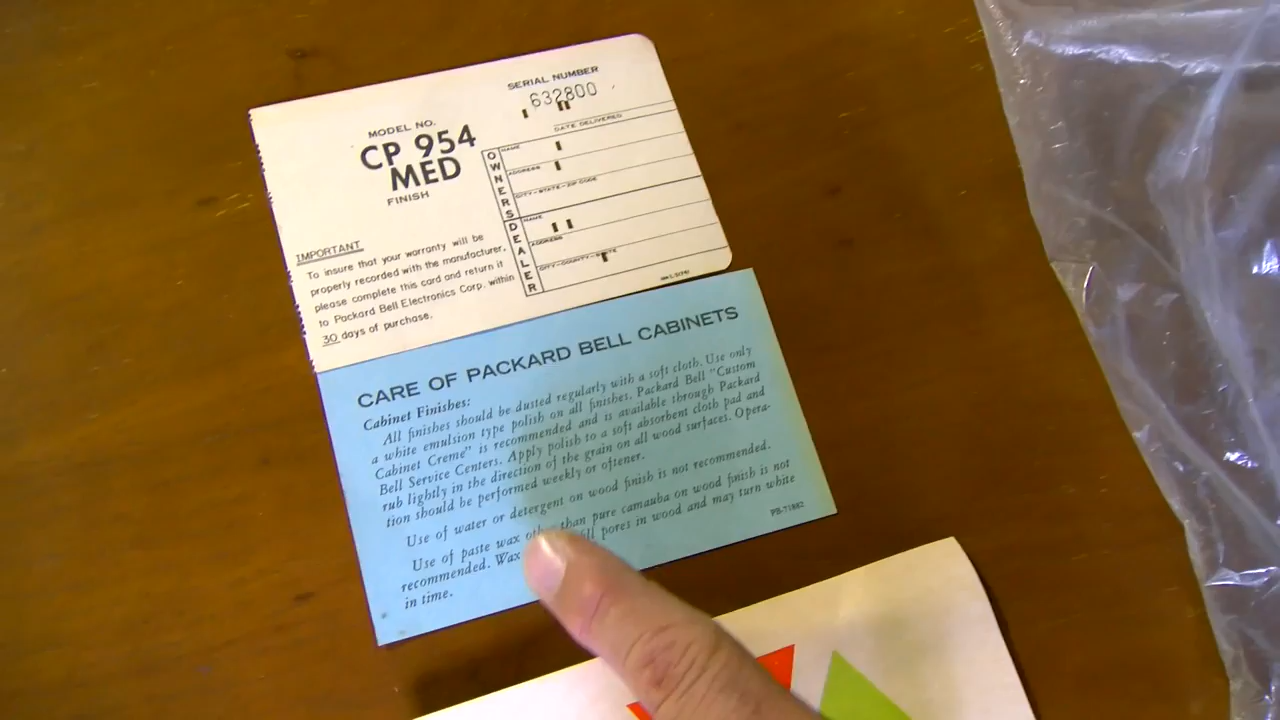 SERIAL NUMBER
632800
MODEL NO.
CP 954
MED
FINISH
DATE DELIVERED
OWNERS
NAME
ADDRESS
CITY-STATE-ZIP CODE
DEALER
NAME
ADDRESS
CITY-COUNTY-STATE
IMPORTANT
To insure that your warranty will be
properly recorded with the manufacturer,
please complete this card and return it
to Packard Bell Electronics Corp. within
30 days of purchase.
CARE OF PACKARD BELL CABINETS
Cabinet Finishes:
All finishes should be dusted regularly with a soft cloth. Use only
a white emulsion type polish on all finishes. Packard Bell "Custom
Cabinet Creme" is recommended and is available through Packard
Bell Service Centers. Apply polish to a soft absorbent cloth pad and
rub lightly in the direction of the grain on all wood surfaces. Opera-
tion should be performed weekly or oftener.
Use of water or detergent on wood finish is not recommended.
Use of paste wax other than pure carnauba on wood finish is not
recommended. Wax pores in wood and may turn white
in time.
PB-71882